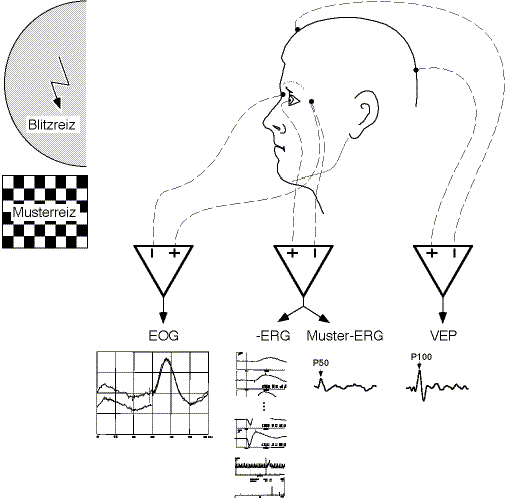 Blitzreiz
Musterreiz
EOG
-ERG
Muster-ERG
VEP
P50
P100